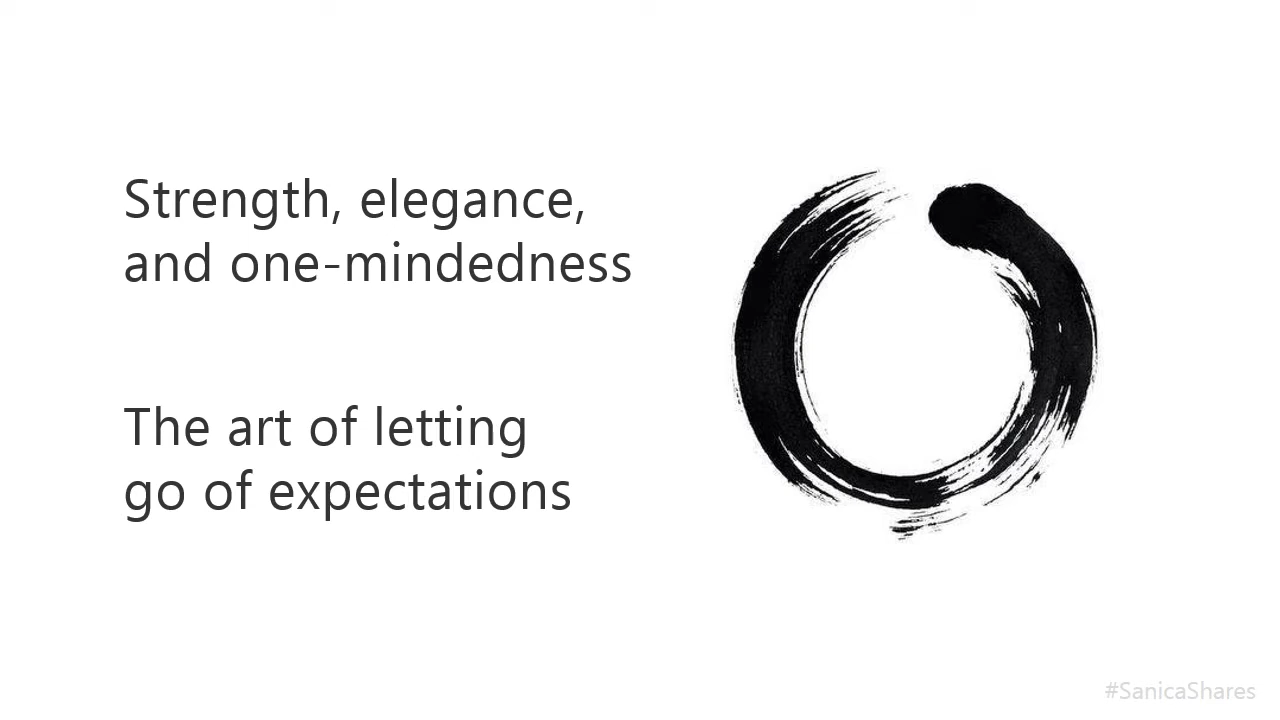 Strength, elegance,
and one-mindedness
The art of letting
go of expectations
#SanicaShares